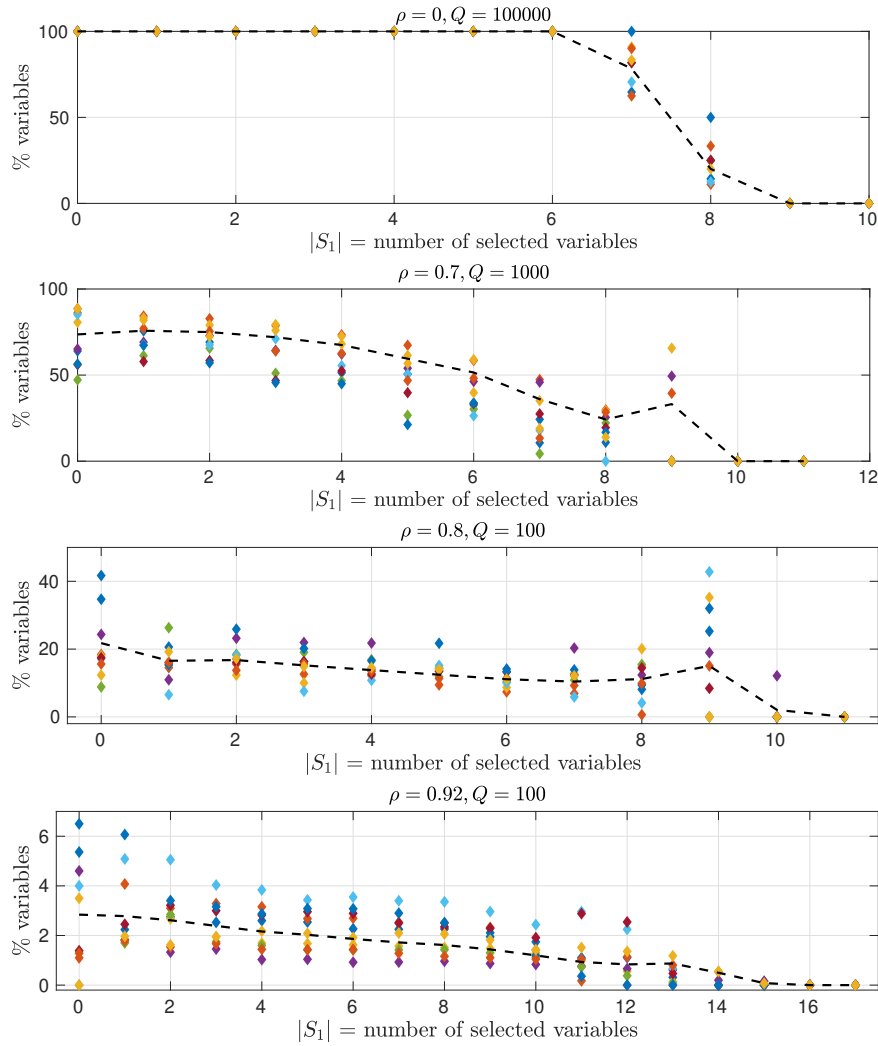 ρ = 0, Q = 100000
100
50
0
% variables
0 2 4 6 8 10
|S₁| = number of selected variables
ρ = 0.7, Q = 1000
100
50
0
% variables
0 2 4 6 8 10 12
|S₁| = number of selected variables
ρ = 0.8, Q = 100
40
20
0
% variables
0 2 4 6 8 10
|S₁| = number of selected variables
ρ = 0.92, Q = 100
6
4
2
0
% variables
0 2 4 6 8 10 12 14 16
|S₁| = number of selected variables